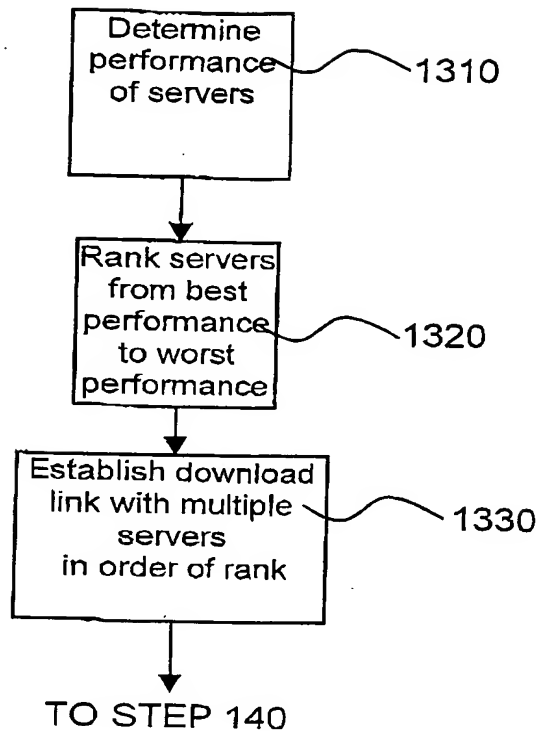 Determine
performance
of servers
1310
Rank servers
from best
performance
to worst
performance
1320
Establish download
link with multiple
servers
in order of rank
1330
TO STEP 140